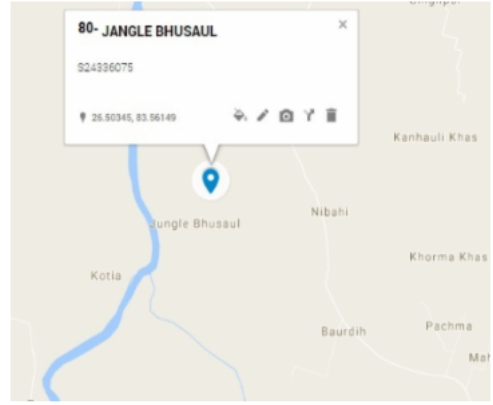 80- JANGLE BHUSAUL
×
S24336075
26.50345, 83.56149
Kanhauli Khas
Nibahi
Jungle Bhusaul
Khorma Khas
Kotia
Pachma
Baurdih